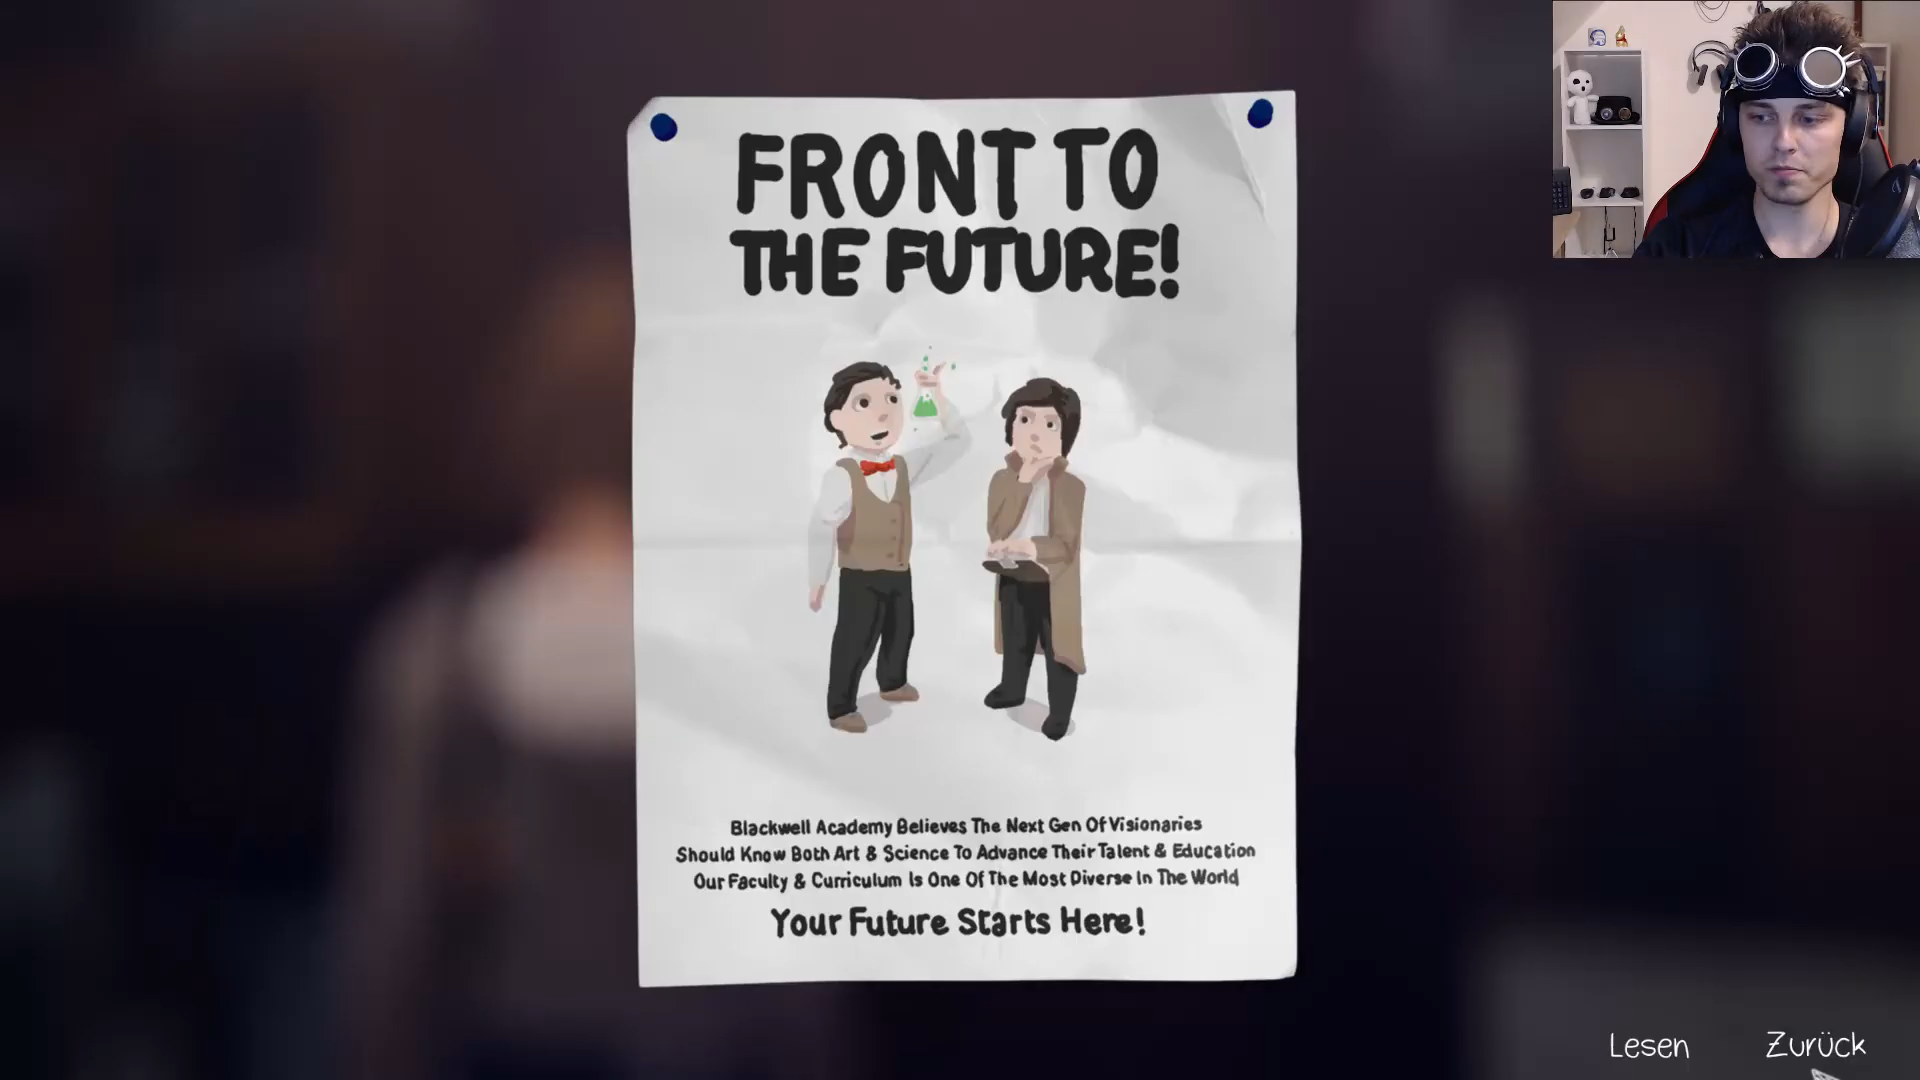 FRONT TO
THE FUTURE!
Blackwell Academy Believes The Next Gen Of Visionaries
Should Know Both Art & Science To Advance Their Talent & Education
Our Faculty & Curriculum Is One Of The Most Diverse In The World
Your Future Starts Here!
Lesen Zurück